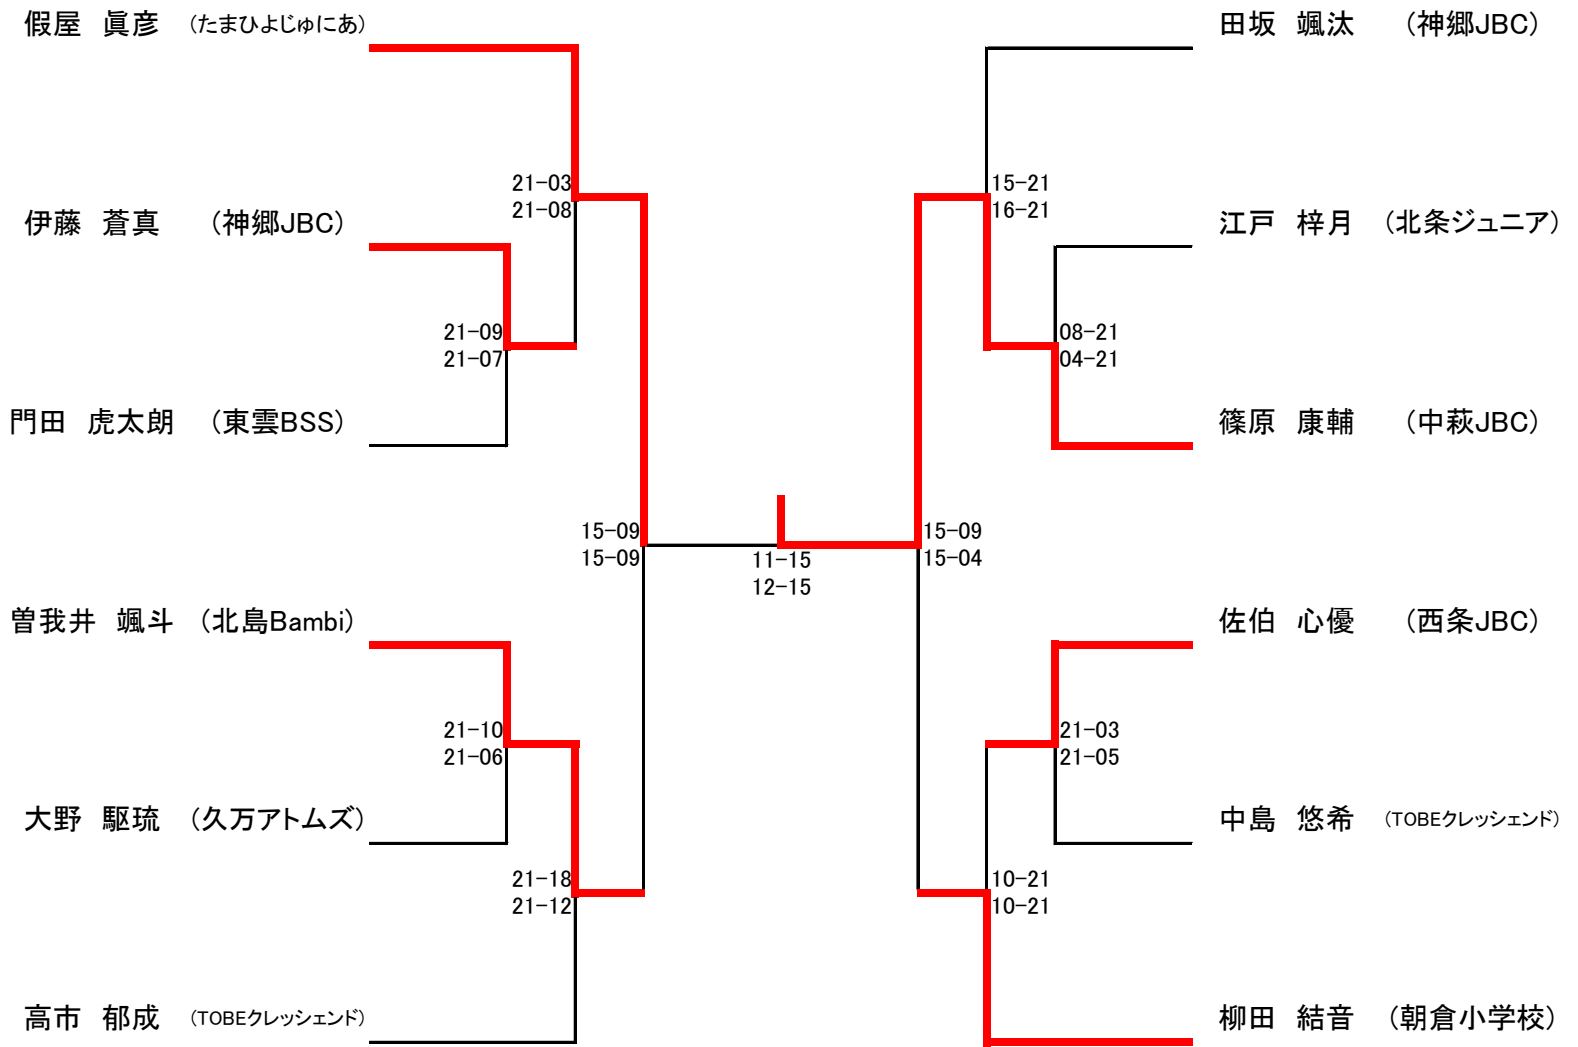 假屋 眞彦 （たまひよじゅにあ）
21-03
21-08
伊藤 蒼真 （神郷JBC）
21-09
21-07
門田 虎太朗 （東雲BSS）
15-09
15-09
曽我井 颯斗 （北島Bambi）
21-10
21-06
大野 駆琉 （久万アトムズ）
21-18
21-12
高市 郁成 （TOBEクレッシェンド）
11-15
12-15
田坂 颯汰 （神郷JBC）
15-21
16-21
江戸 梓月 （北条ジュニア）
08-21
04-21
篠原 康輔 （中萩JBC）
15-09
15-04
佐伯 心優 （西条JBC）
21-03
21-05
中島 悠希 （TOBEクレッシェンド）
10-21
10-21
柳田 結音 （朝倉小学校）